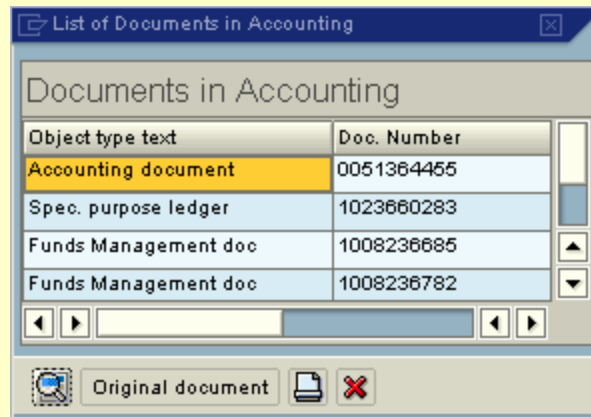 List of Documents in Accounting
Documents in Accounting
Object type text Doc. Number
Accounting document 0051364455
Spec. purpose ledger 1023660283
Funds Management doc 1008236685
Funds Management doc 1008236782
Original document